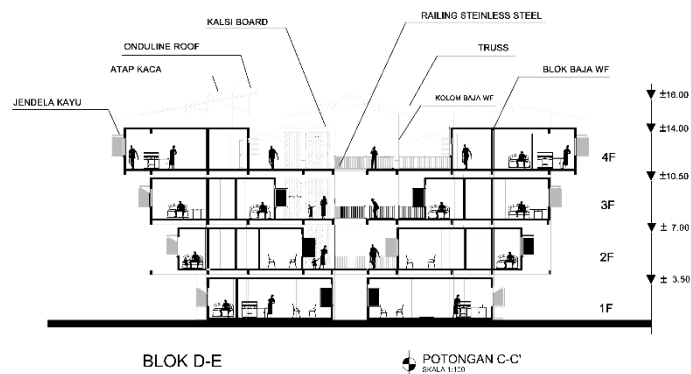 RAILING STEINLESS STEEL
KALSI BOARD
ONDULINE ROOF
TRUSS
ATAP KACA
BLOK BAJA WF
JENDELA KAYU
KOLOM BAJA WF
±16.00
±14.00
4F
±10.50
3F
± 7.00
2F
± 3.50
1F
BLOK D-E
POTONGAN C-C'
SKALA 1:100